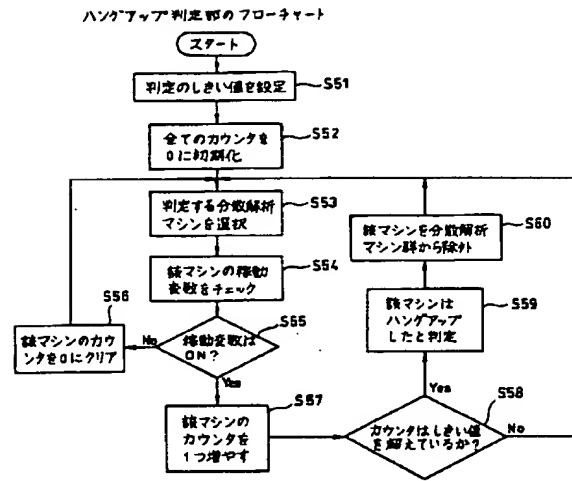 ハングアップ判定部のフローチャート
スタート
判定のしきい値を設定
S51
全てのカウンタを
0に初期化
S52
判定する分散解析
マシンを選択
S53
該マシンの稼動
変数をチェック
S54
稼動変数は
ON?
S55
No
Yes
該マシンのカウ
ンタを0にクリア
S56
該マシンの
カウンタを
1つ増やす
S57
カウンタはしきい値
を超えているか?
S58
Yes
No
該マシンは
ハングアップ
したと判定
S59
該マシンを分散解析
マシン群から除外
S60